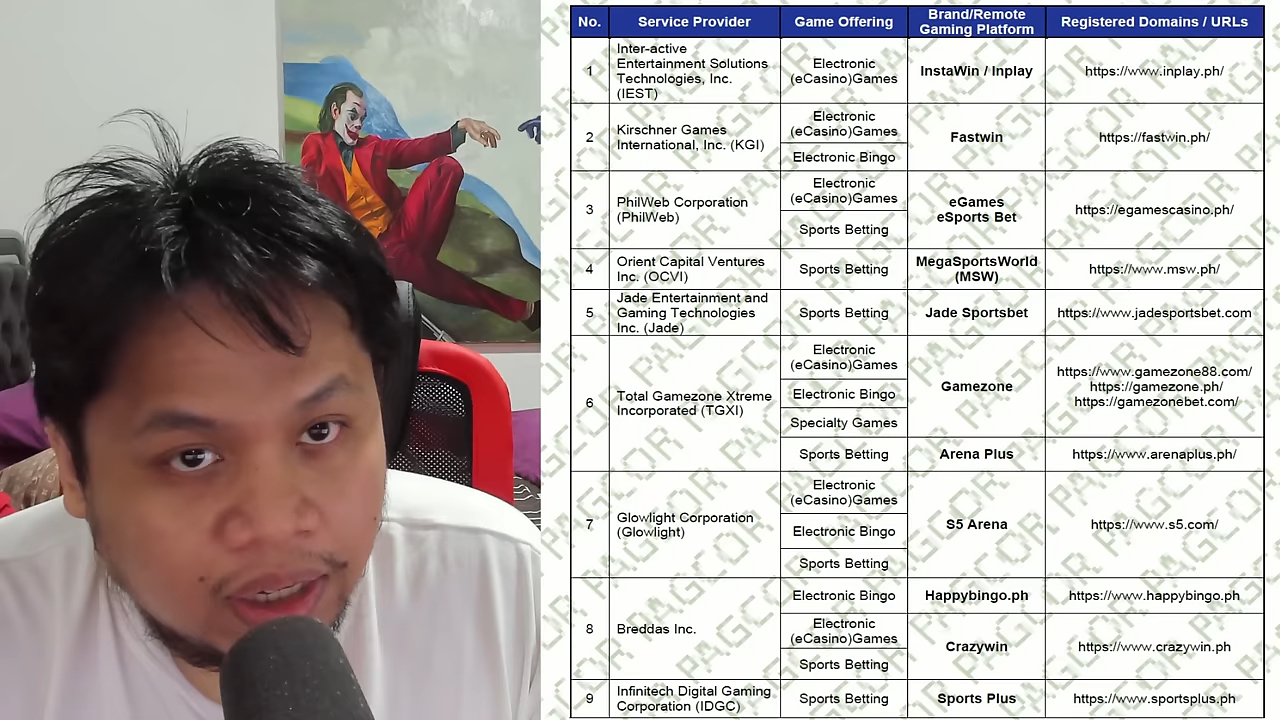 No.
Service Provider
Game Offering
Brand/Remote
Gaming Platform
Registered Domains / URLs
1
Inter-active
Entertainment Solutions
Technologies, Inc.
(IEST)
Electronic
(eCasino)Games
InstaWin / Inplay
https://www.inplay.ph/
2
Kirschner Games
International, Inc. (KGI)
Electronic
(eCasino)Games
Electronic Bingo
Fastwin
https://fastwin.ph/
3
PhilWeb Corporation
(PhilWeb)
Electronic
(eCasino)Games
Sports Betting
eGames
eSports Bet
https://egamescasino.ph/
4
Orient Capital Ventures
Inc. (OCVI)
Sports Betting
MegaSportsWorld
(MSW)
https://www.msw.ph/
5
Jade Entertainment and
Gaming Technologies
Inc. (Jade)
Sports Betting
Jade Sportsbet
https://www.jadesportsbet.com
6
Total Gamezone Xtreme
Incorporated (TGXI)
Electronic
(eCasino)Games
Electronic Bingo
Specialty Games
Gamezone
https://www.gamezone88.com/
https://gamezone.ph/
https://gamezonebet.com/
Sports Betting
Arena Plus
https://www.arenaplus.ph/
7
Glowlight Corporation
(Glowlight)
Electronic
(eCasino)Games
Electronic Bingo
Sports Betting
S5 Arena
https://www.s5.com/
8
Breddas Inc.
Electronic Bingo
Happybingo.ph
https://www.happybingo.ph
Electronic
(eCasino)Games
Sports Betting
Crazywin
https://www.crazywin.ph
9
Infinitech Digital Gaming
Corporation (IDGC)
Sports Betting
Sports Plus
https://www.sportsplus.ph
PAGCOR